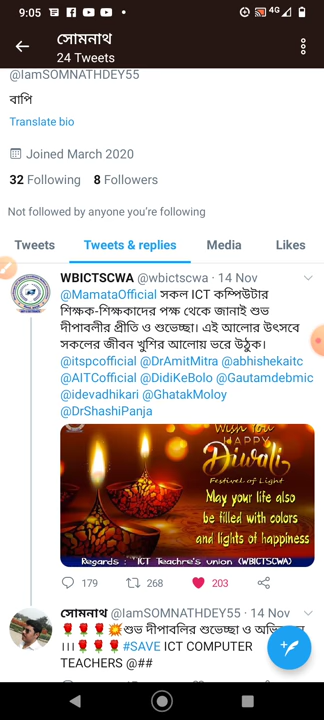 9:05
4G
সোমনাথ
24 Tweets
@IamSOMNATHDEY55
বাপি
Translate bio
Joined March 2020
32 Following 8 Followers
Not followed by anyone you're following
Tweets Tweets & replies Media Likes
WBICTSCWA @wbictscwa · 14 Nov
@MamataOfficial সকল ICT কম্পিউটার
শিক্ষক-শিক্ষকাদের পক্ষ থেকে জানাই শুভ
দীপাবলীর প্রীতি ও শুভেচ্ছা। এই আলোর উৎসবে
সকলের জীবন খুশির আলোয় ভরে উঠুক।
@itspcofficial @DrAmitMitra @abhishekaitc
@AITCofficial @DidiKeBolo @Gautamdebmic
@idevadhikari @GhatakMoloy
@DrShashiPanja
Wish You
HAPPY
Diwali
Festival of Light
May your life also
be filled with colors
and lights of happiness
Regards : "ICT Teachre's union (WBICTSCWA)
179 268 203
সোমনাথ @IamSOMNATHDEY55 · 14 Nov
🌹🌹🌹💥শুভ দীপাবলির শুভেচ্ছা ও
।।।🌹🌹🌹#SAVE ICT COMPUTER
TEACHERS @##